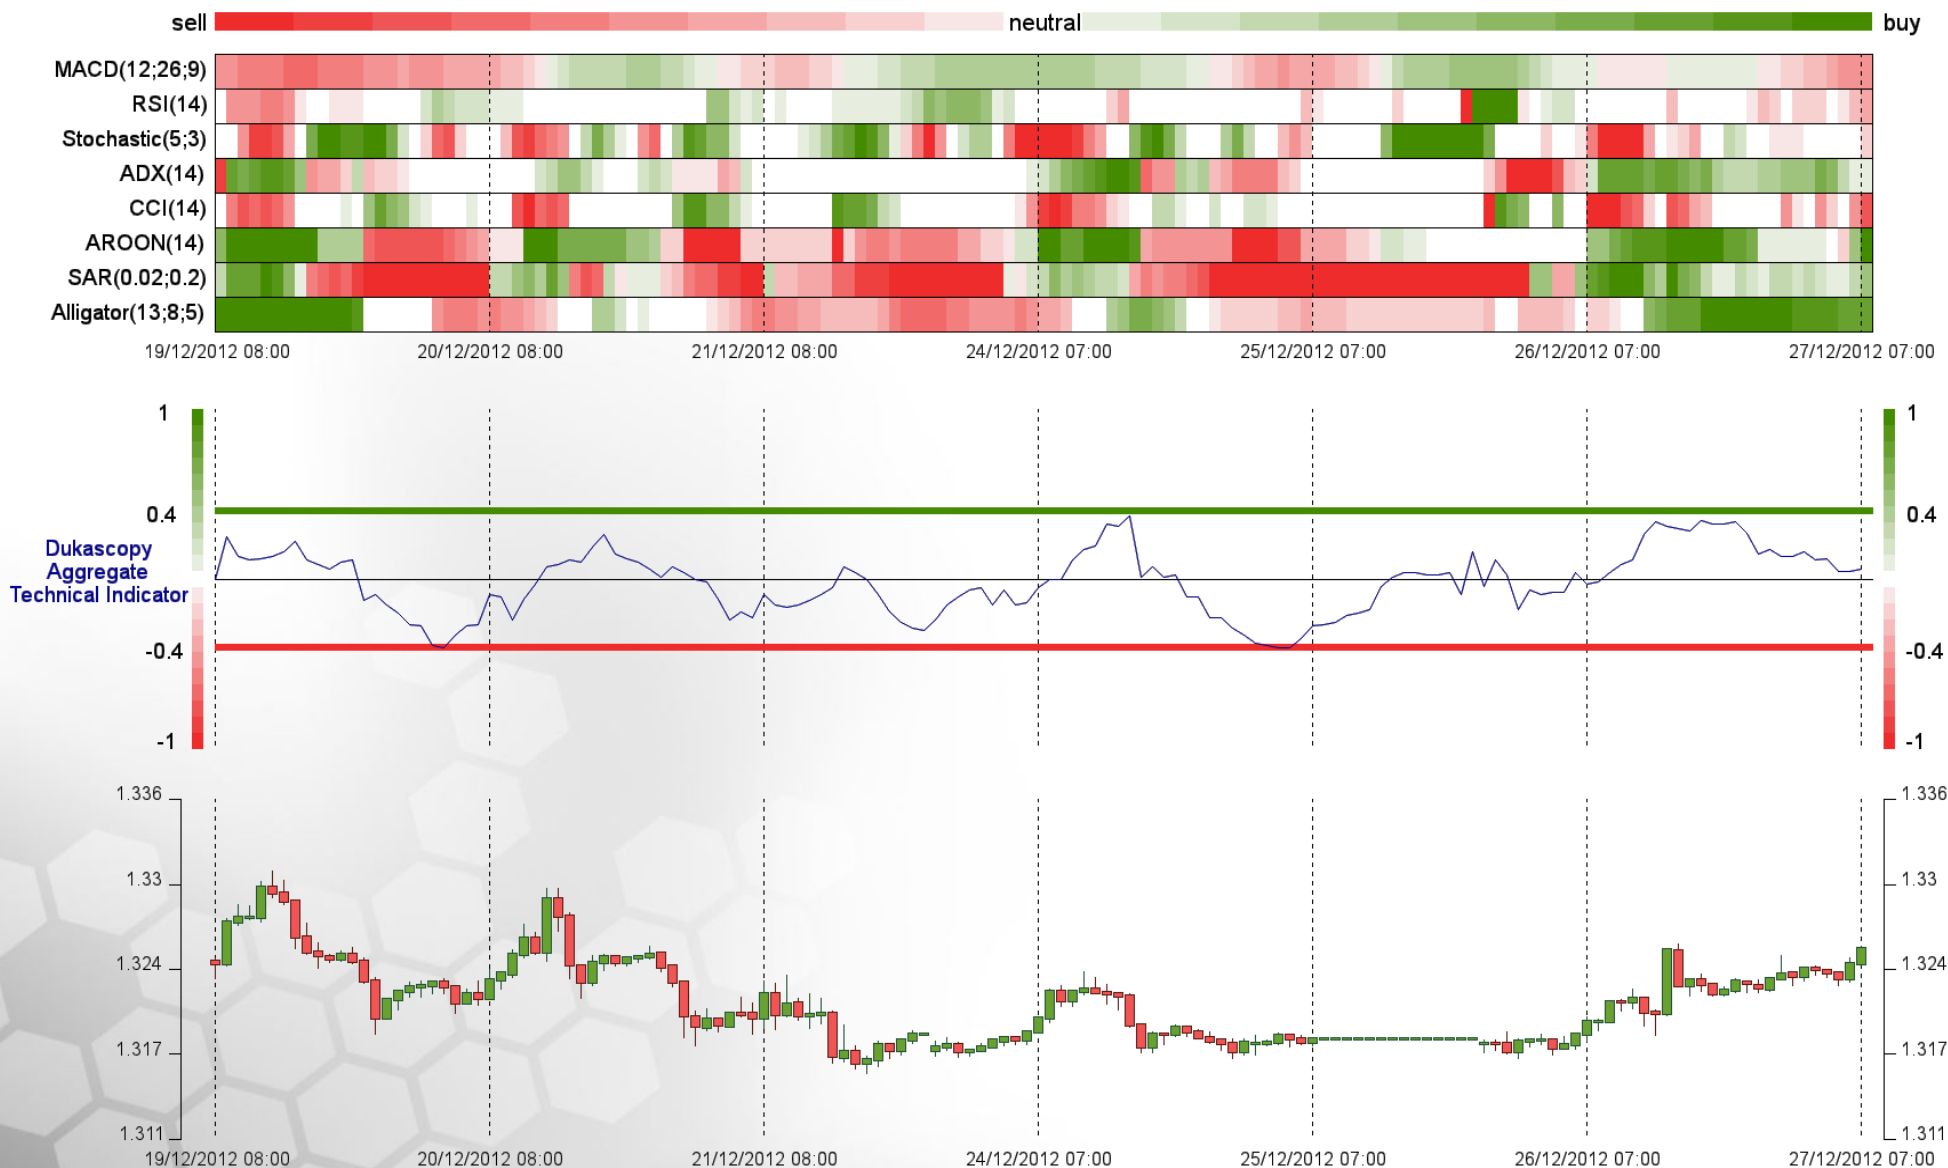 sell neutral buy
MACD(12;26;9)
RSI(14)
Stochastic(5;3)
ADX(14)
CCI(14)
AROON(14)
SAR(0.02;0.2)
Alligator(13;8;5)
19/12/2012 08:00 20/12/2012 08:00 21/12/2012 08:00 24/12/2012 07:00 25/12/2012 07:00 26/12/2012 07:00 27/12/2012 07:00
1 1
0.4 0.4
Dukascopy
Aggregate
Technical Indicator
-0.4 -0.4
-1 -1
1.336 1.336
1.33 1.33
1.324 1.324
1.317 1.317
1.311 1.311
19/12/2012 08:00 20/12/2012 08:00 21/12/2012 08:00 24/12/2012 07:00 25/12/2012 07:00 26/12/2012 07:00 27/12/2012 07:00